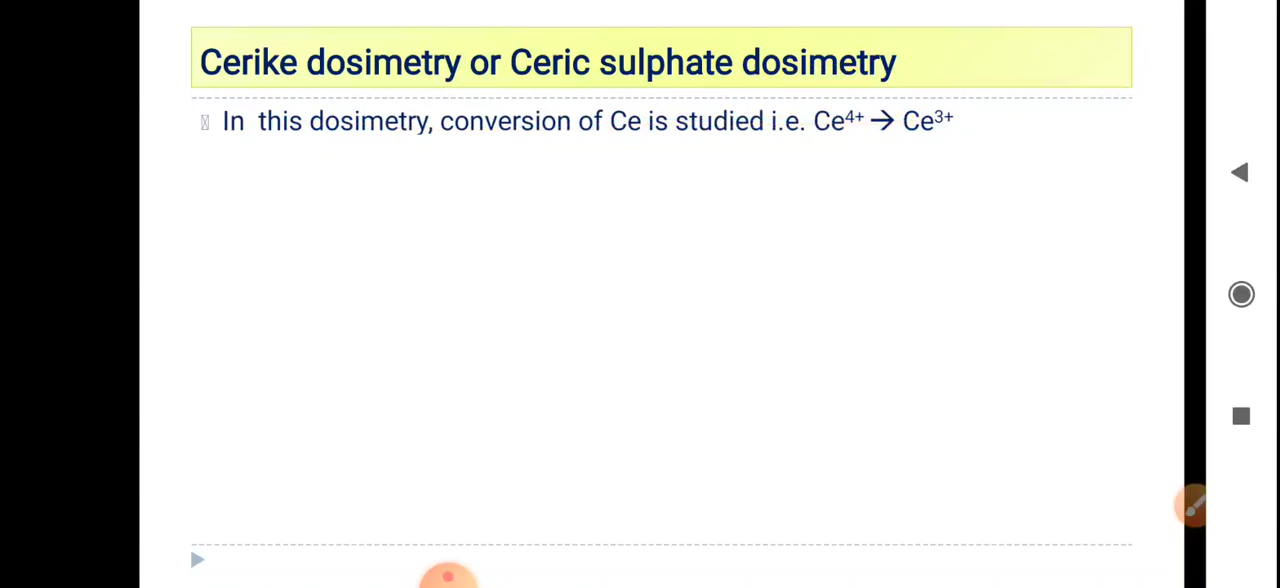 Cerike dosimetry or Ceric sulphate dosimetry
In this dosimetry, conversion of Ce is studied i.e. Ce⁴⁺ → Ce³⁺